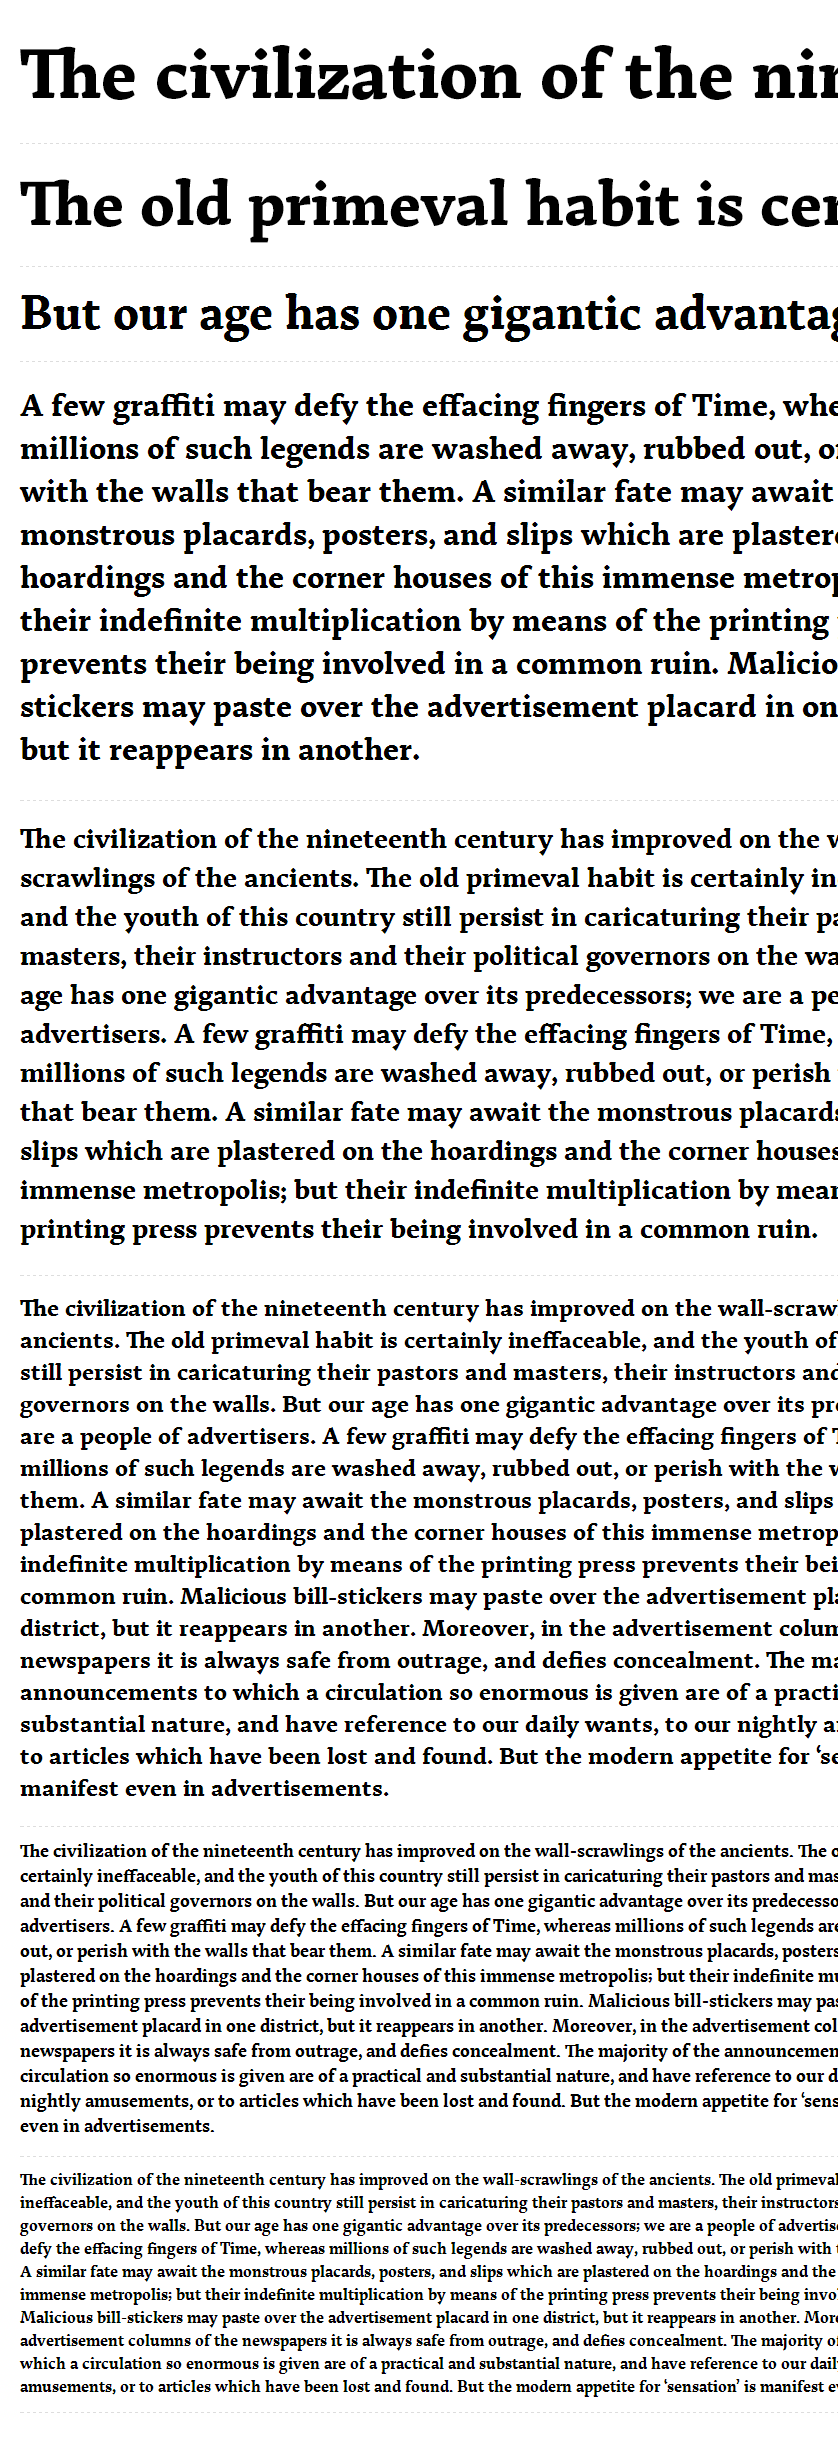 The civilization of the
The old primeval habit is
But our age has one gigantic
A few graffiti may defy the effacing fingers of Time,
millions of such legends are washed away, rubbed out,
with the walls that bear them. A similar fate may await
monstrous placards, posters, and slips which are
hoardings and the corner houses of this immense
their indefinite multiplication by means of the printing
prevents their being involved in a common ruin.
stickers may paste over the advertisement placard in
but it reappears in another.
The civilization of the nineteenth century has improved on the
scrawlings of the ancients. The old primeval habit is certainly
and the youth of this country still persist in caricaturing their
masters, their instructors and their political governors on the
age has one gigantic advantage over its predecessors; we are a
advertisers. A few graffiti may defy the effacing fingers of Time,
millions of such legends are washed away, rubbed out, or perish
that bear them. A similar fate may await the monstrous
slips which are plastered on the hoardings and the corner houses
immense metropolis; but their indefinite multiplication by
printing press prevents their being involved in a common ruin.
The civilization of the nineteenth century has improved on the
ancients. The old primeval habit is certainly ineffaceable, and the youth of
still persist in caricaturing their pastors and masters, their instructors and
governors on the walls. But our age has one gigantic advantage over its
are a people of advertisers. A few graffiti may defy the effacing fingers of
millions of such legends are washed away, rubbed out, or perish with the
them. A similar fate may await the monstrous placards, posters, and slips
plastered on the hoardings and the corner houses of this immense
indefinite multiplication by means of the printing press prevents their
common ruin. Malicious bill-stickers may paste over the advertisement
district, but it reappears in another. Moreover, in the advertisement
newspapers it is always safe from outrage, and defies concealment. The
announcements to which a circulation so enormous is given are of a
substantial nature, and have reference to our daily wants, to our nightly
to articles which have been lost and found. But the modern appetite for
manifest even in advertisements.
The civilization of the nineteenth century has improved on the wall-scrawlings of the ancients. The
certainly ineffaceable, and the youth of this country still persist in caricaturing their pastors and
and their political governors on the walls. But our age has one gigantic advantage over its
advertisers. A few graffiti may defy the effacing fingers of Time, whereas millions of such legends are
out, or perish with the walls that bear them. A similar fate may await the monstrous placards, posters
plastered on the hoardings and the corner houses of this immense metropolis; but their indefinite
of the printing press prevents their being involved in a common ruin. Malicious bill-stickers may
advertisement placard in one district, but it reappears in another. Moreover, in the advertisement
newspapers it is always safe from outrage, and defies concealment. The majority of the
circulation so enormous is given are of a practical and substantial nature, and have reference to our
nightly amusements, or to articles which have been lost and found. But the modern appetite for
even in advertisements.
The civilization of the nineteenth century has improved on the wall-scrawlings of the ancients. The old primeval
ineffaceable, and the youth of this country still persist in caricaturing their pastors and masters, their instructors
governors on the walls. But our age has one gigantic advantage over its predecessors; we are a people of
defy the effacing fingers of Time, whereas millions of such legends are washed away, rubbed out, or perish with
A similar fate may await the monstrous placards, posters, and slips which are plastered on the hoardings and the
immense metropolis; but their indefinite multiplication by means of the printing press prevents their being
Malicious bill-stickers may paste over the advertisement placard in one district, but it reappears in another.
advertisement columns of the newspapers it is always safe from outrage, and defies concealment. The majority of
which a circulation so enormous is given are of a practical and substantial nature, and have reference to our
amusements, or to articles which have been lost and found. But the modern appetite for ‘sensation’ is manifest